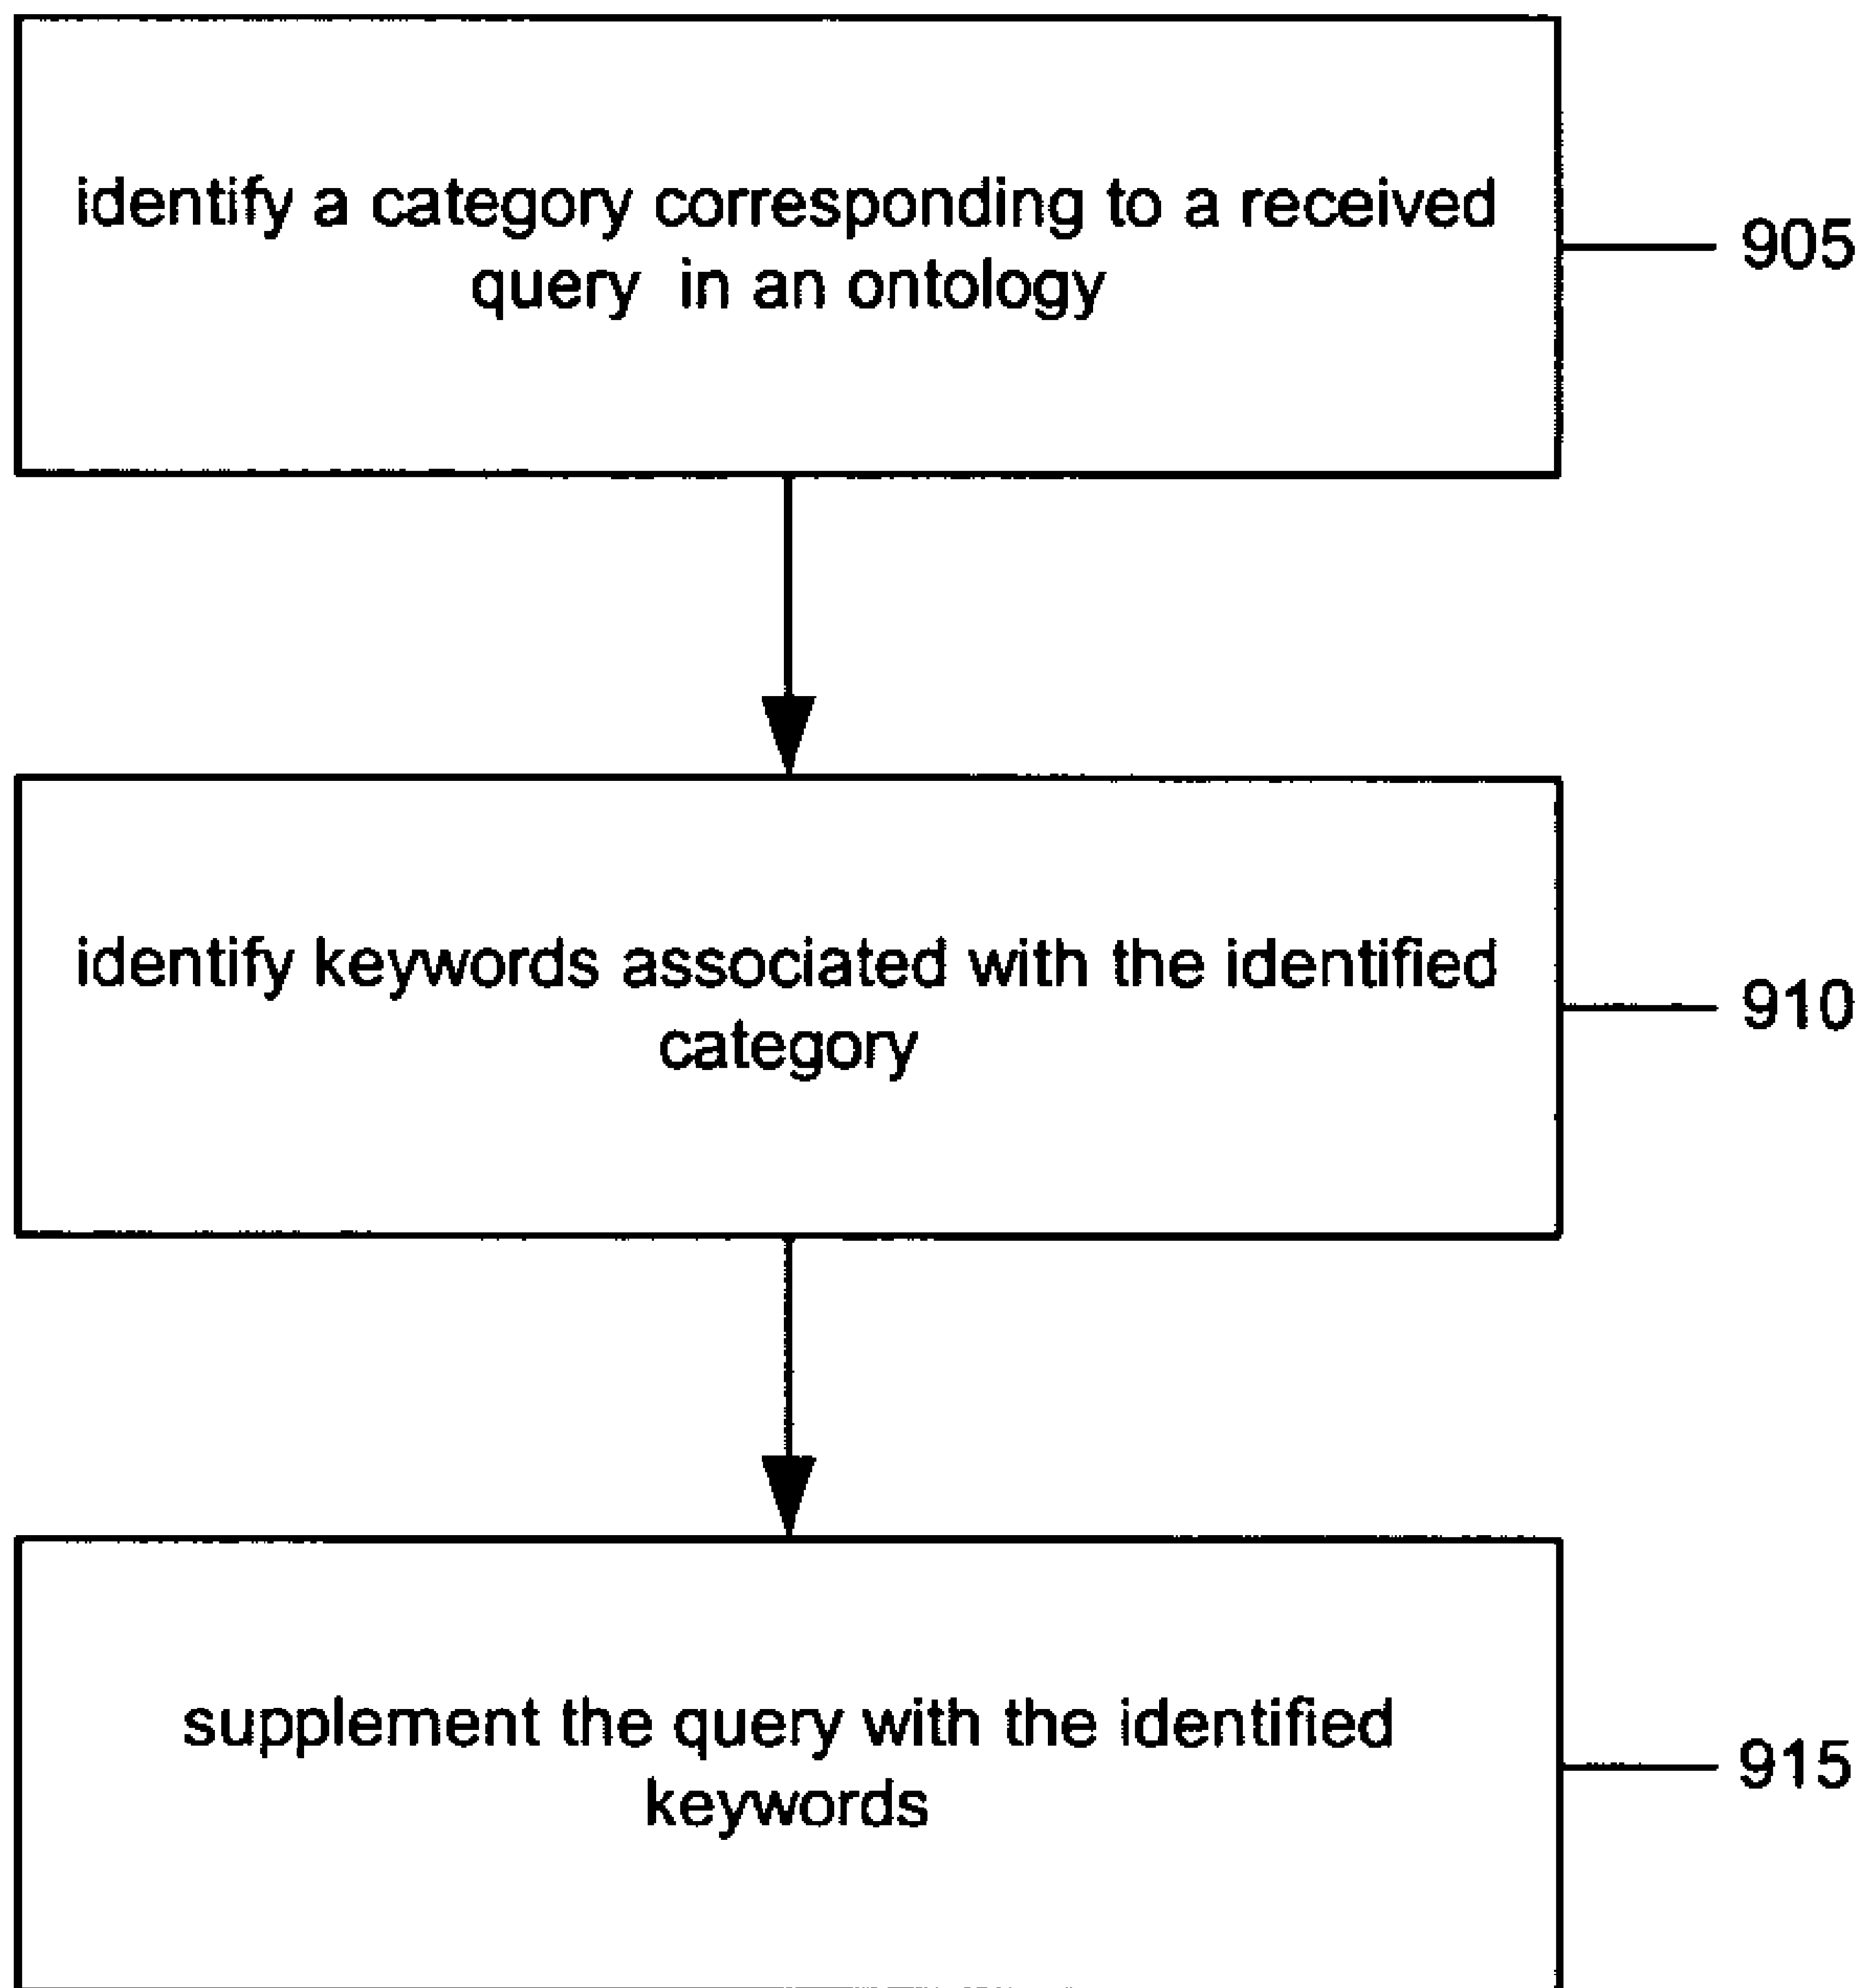 identify a category corresponding to a received
query in an ontology
905
identify keywords associated with the identified
category
910
supplement the query with the identified
keywords
915